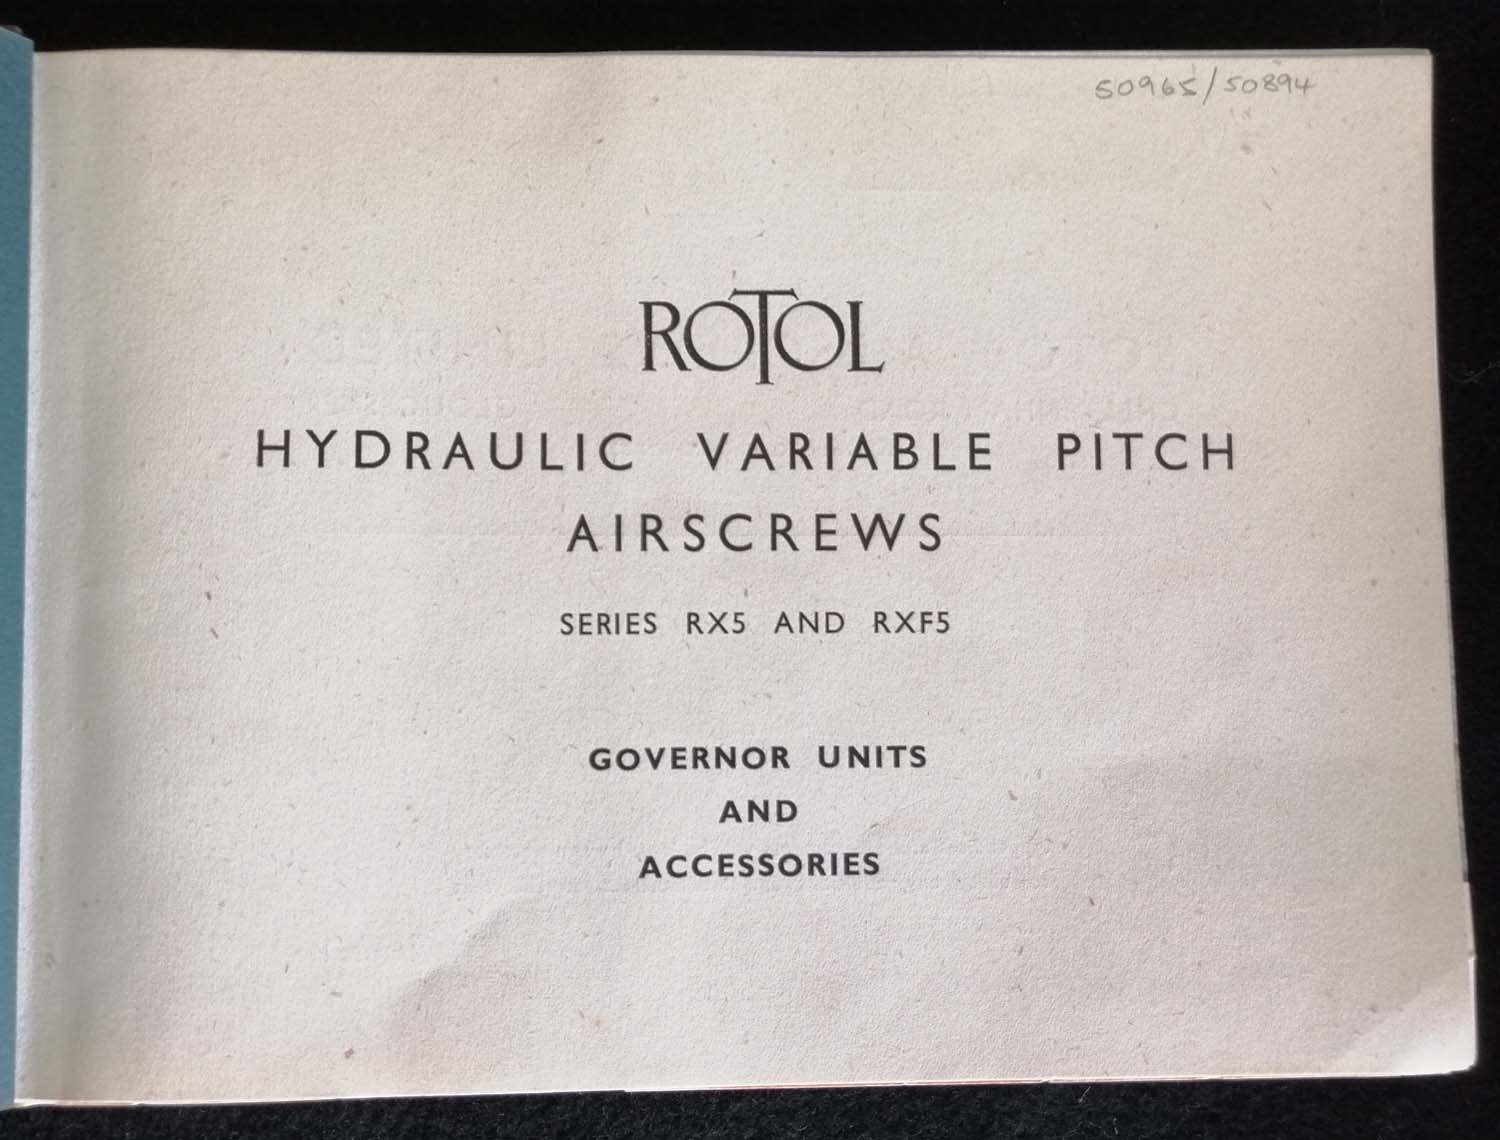 50965/50894
ROTOL
HYDRAULIC VARIABLE PITCH
AIRSCREWS
SERIES RX5 AND RXF5
GOVERNOR UNITS
AND
ACCESSORIES